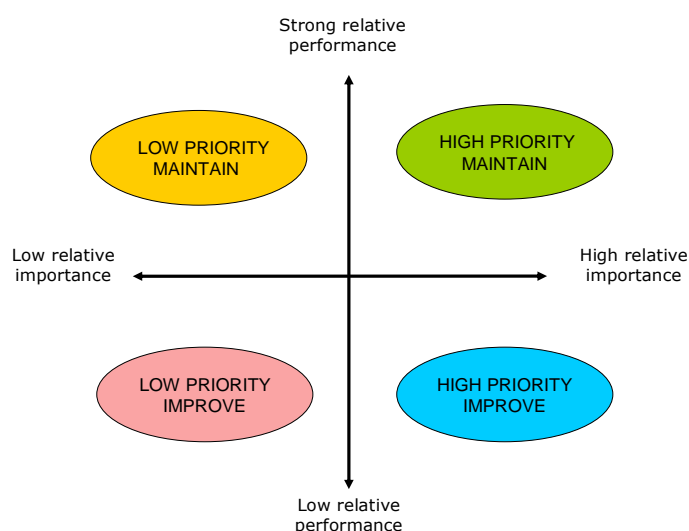 Strong relative
performance
LOW PRIORITY
MAINTAIN
HIGH PRIORITY
MAINTAIN
Low relative
importance
High relative
importance
LOW PRIORITY
IMPROVE
HIGH PRIORITY
IMPROVE
Low relative
performance